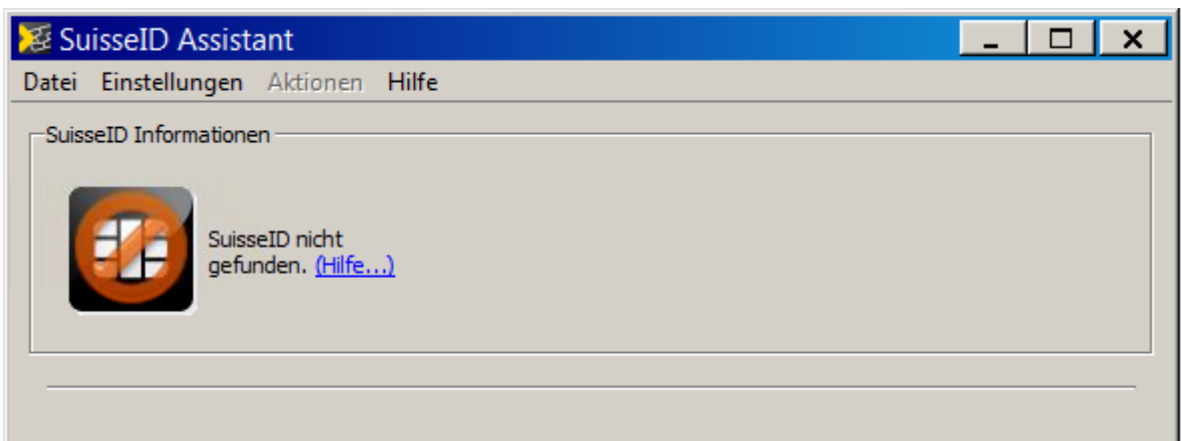 SuisseID Assistant
Datei Einstellungen Aktionen Hilfe
SuisseID Informationen
SuisseID nicht
gefunden. (Hilfe...)